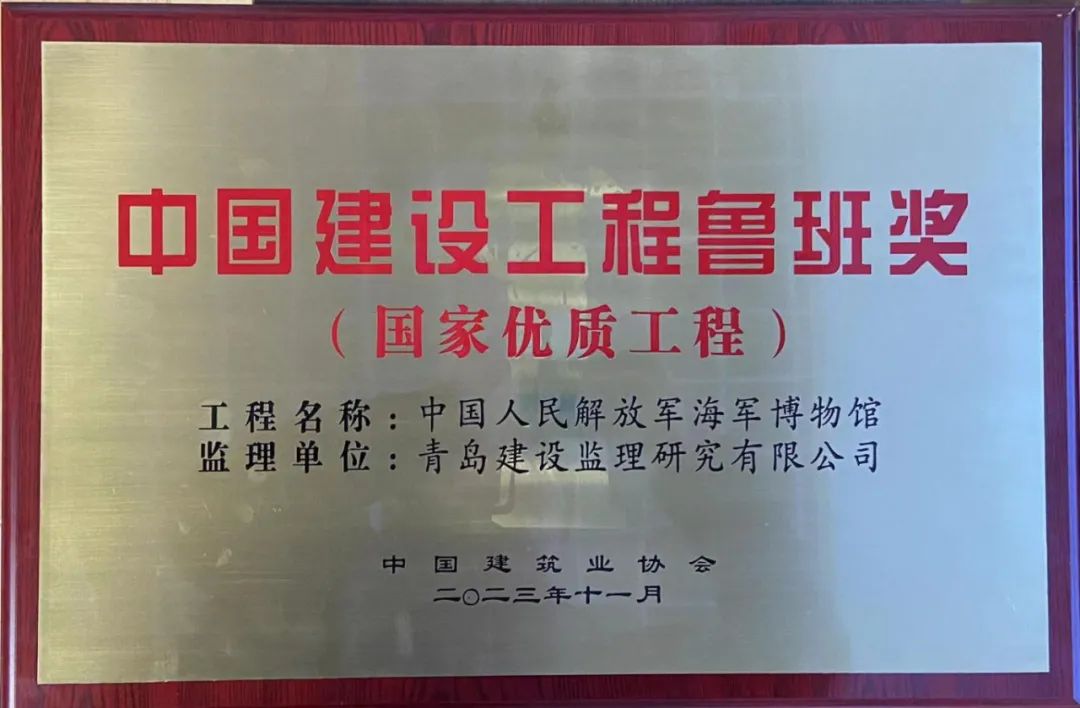 中国建设工程鲁班奖
（国家优质工程）
工程名称：中国人民解放军海军博物馆
监理单位：青岛建设监理研究有限公司
中国建筑业协会
二〇二三年十一月